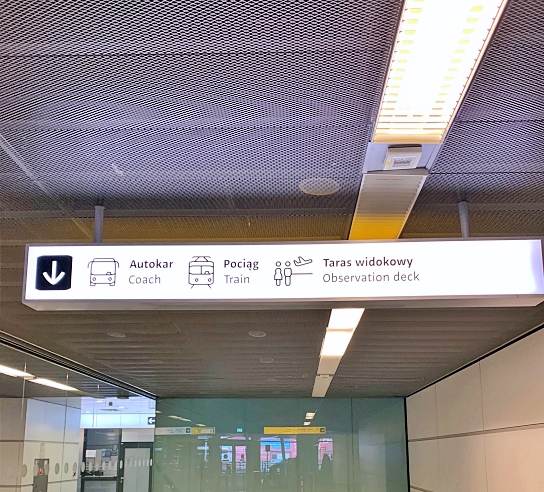 Autokar
Coach
Pociąg
Train
Taras widokowy
Observation deck